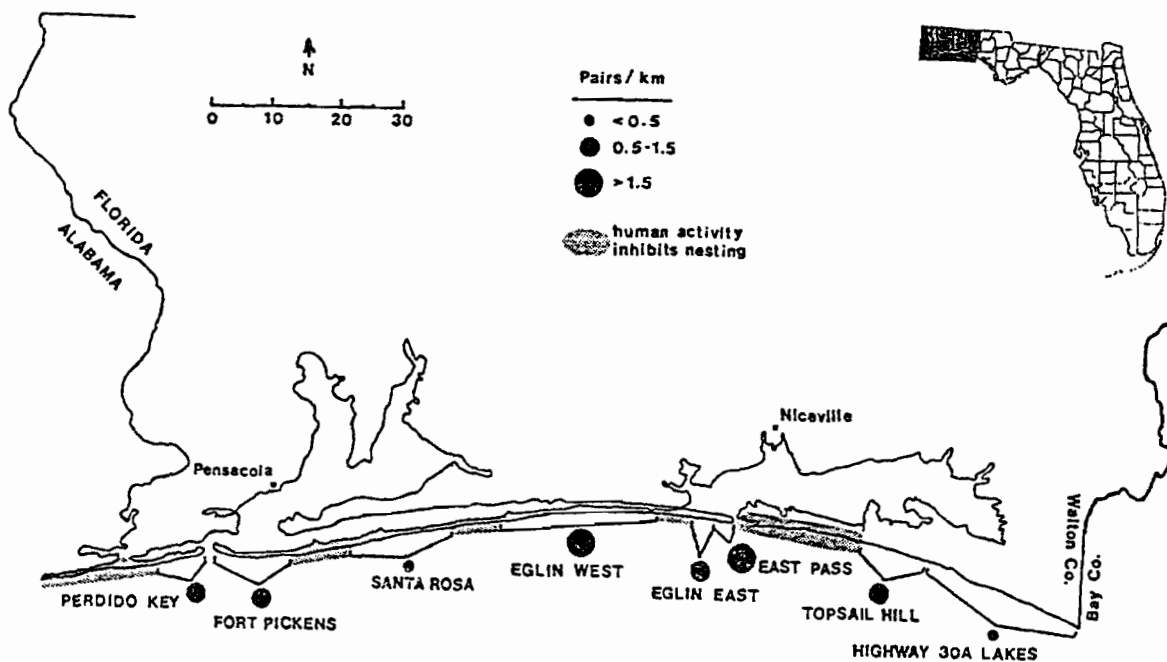 N
0 10 20 30
Pairs/km
<0.5
0.5-1.5
>1.5
human activity
inhibits nesting
FLORIDA
ALABAMA
Pensacola
Niceville
Walton Co.
Bay Co.
PERDIDO KEY
FORT PICKENS
SANTA ROSA
EGLIN WEST
EGLIN EAST
EAST PASS
TOPSAIL HILL
HIGHWAY 30A LAKES